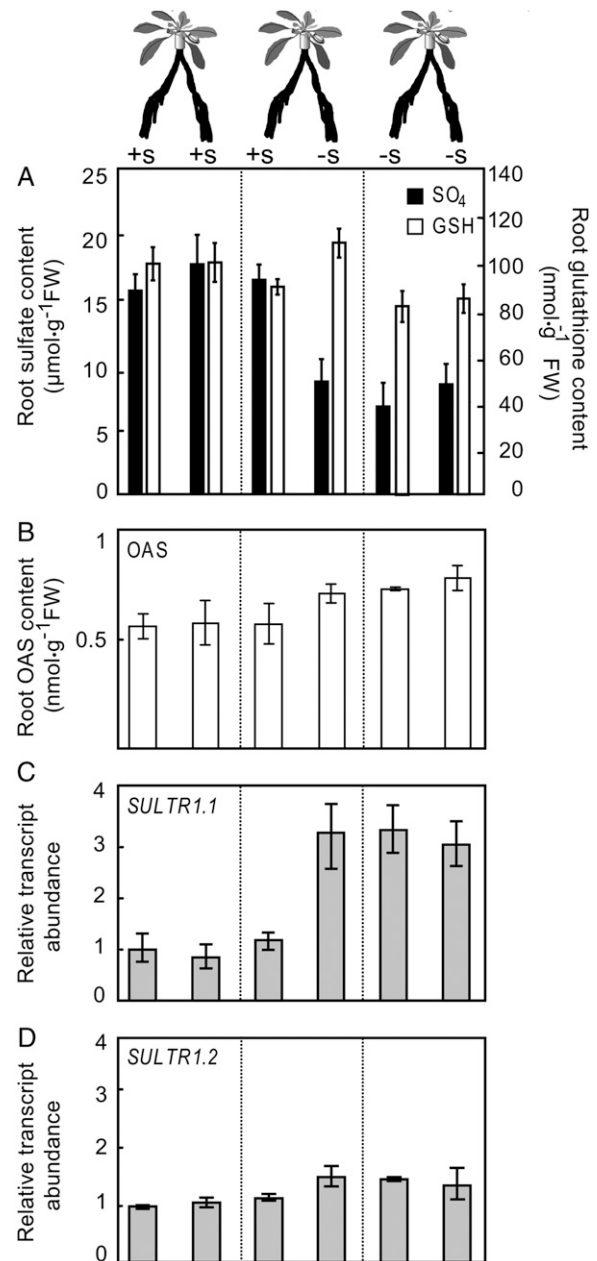 +S +S +S -S -S -S
A
25
20
15
10
5
0
Root sulfate content
(μmol·g-1FW)
SO4
GSH
140
120
100
80
60
40
20
0
Root glutathione content
(nmol·g-1 FW)
B
OAS
1
0.5
Root OAS content
(nmol·g-1FW)
C
SULTR1.1
4
3
2
1
0
Relative transcript
abundance
D
SULTR1.2
4
3
2
1
0
Relative transcript
abundance